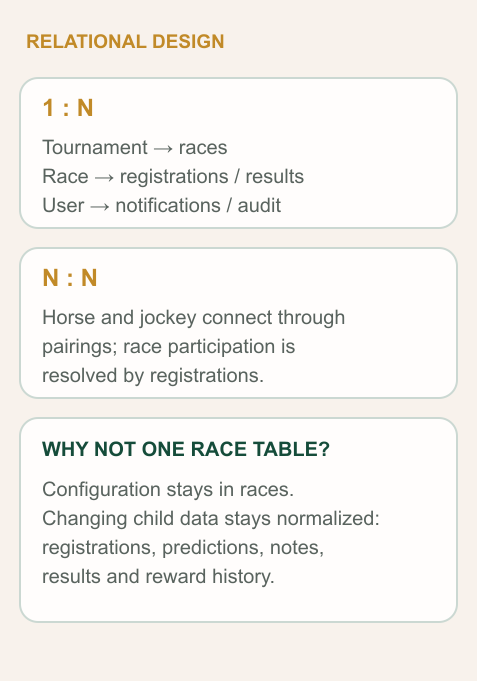 RELATIONAL DESIGN
1 : N
Tournament → races
Race → registrations / results
User → notifications / audit
N : N
Horse and jockey connect through
pairings; race participation is
resolved by registrations.
WHY NOT ONE RACE TABLE?
Configuration stays in races.
Changing child data stays normalized:
registrations, predictions, notes,
results and reward history.